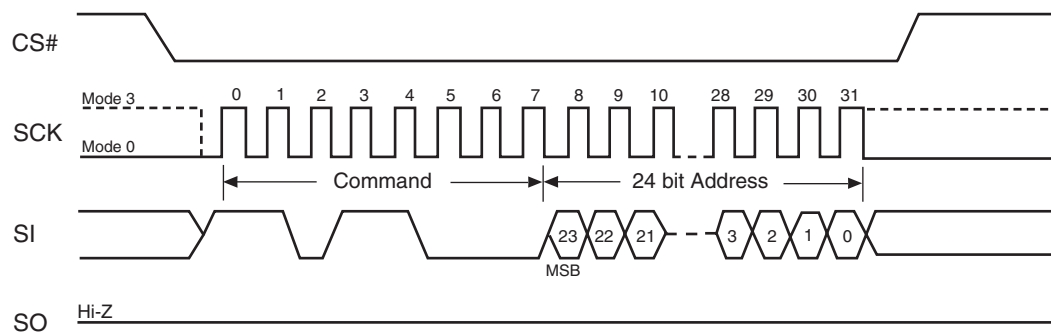 CS#
Mode 3
0 1 2 3 4 5 6 7 8 9 10 28 29 30 31
SCK
Mode 0
Command
24 bit Address
SI
23 22 21 3 2 1 0
MSB
Hi-Z
SO